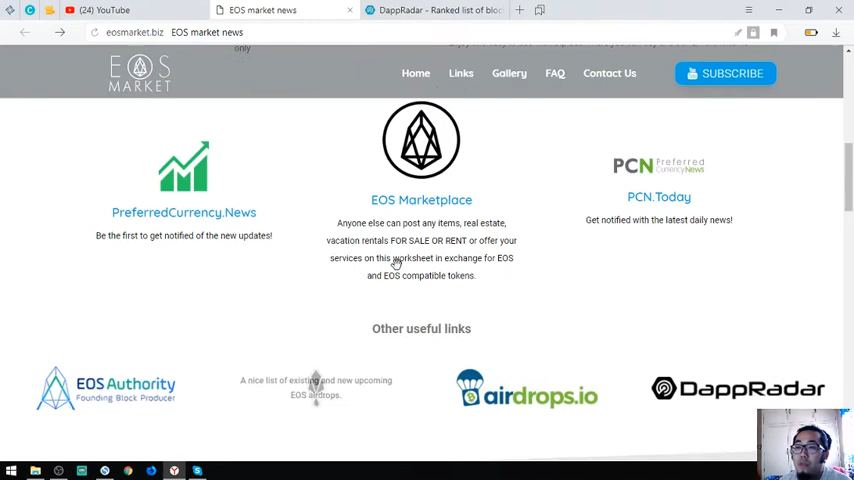 (23) YouTube
EOS market news
DappRadar - Ranked list of bloc
eosmarket.biz EOS market news
only
EOS
MARKET
Home Links Gallery FAQ Contact Us
SUBSCRIBE
PreferredCurrency.News
Be the first to get notified of the new updates!
EOS Marketplace
Anyone else can post any items, real estate,
vacation rentals FOR SALE OR RENT or offer your
services on this worksheet in exchange for EOS
and EOS compatible tokens.
PCN Preferred
CurrencyNews
PCN.Today
Get notified with the latest daily news!
Other useful links
EOS Authority
Founding Block Producer
A nice list of existing and new upcoming
EOS airdrops.
airdrops.io
DappRadar